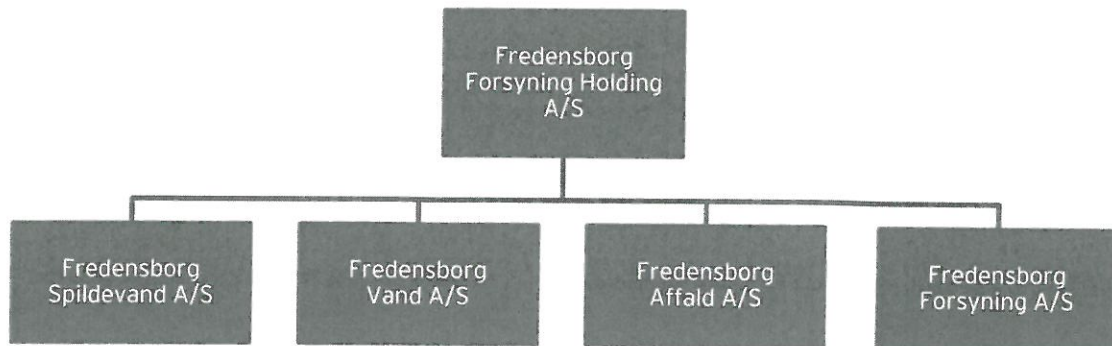 Fredensborg
Forsyning Holding
A/S
Fredensborg
Spildevand A/S
Fredensborg
Vand A/S
Fredensborg
Affald A/S
Fredensborg
Forsyning A/S